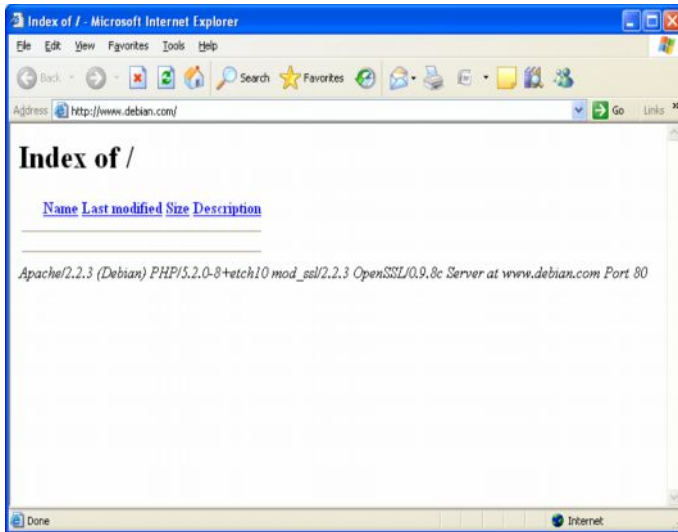 Index of / - Microsoft Internet Explorer
File Edit View Favorites Tools Help
Back Search Favorites
Address http://www.debian.com/ Go Links »
Index of /
Name Last modified Size Description
Apache/2.2.3 (Debian) PHP/5.2.0-8+etch10 mod_ssl/2.2.3 OpenSSL/0.9.8c Server at www.debian.com Port 80
Done Internet